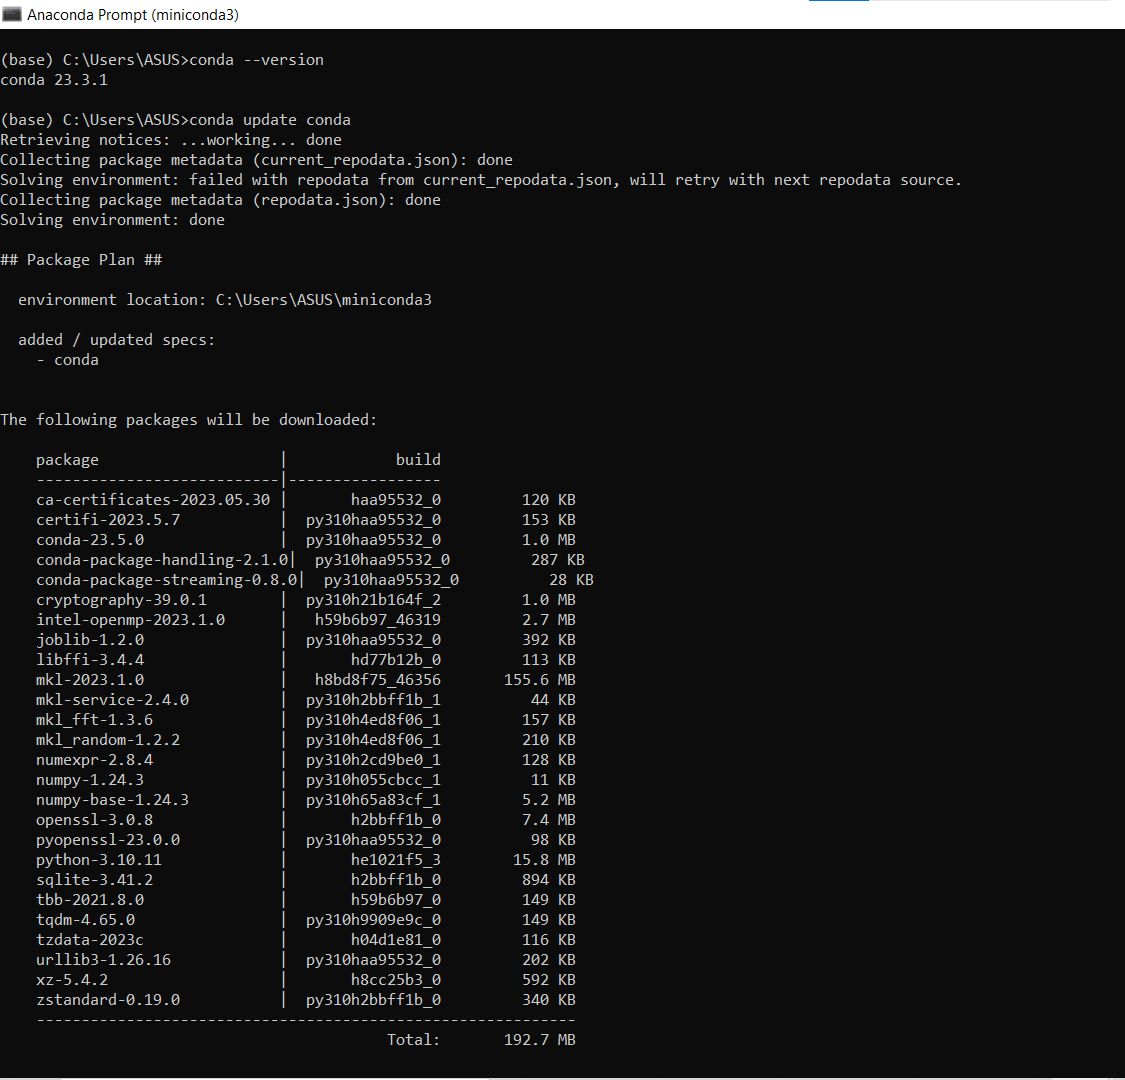 Anaconda Prompt (miniconda3)
(base) C:\Users\ASUS>conda --version
conda 23.3.1
(base) C:\Users\ASUS>conda update conda
Retrieving notices: ...working... done
Collecting package metadata (current_repodata.json): done
Solving environment: failed with repodata from current_repodata.json, will retry with next repodata source.
Collecting package metadata (repodata.json): done
Solving environment: done
## Package Plan ##
  environment location: C:\Users\ASUS\miniconda3
  added / updated specs:
    - conda
The following packages will be downloaded:
    package                    |            build
    ---------------------------|-----------------
    ca-certificates-2023.05.30 |       haa95532_0         120 KB
    certifi-2023.5.7           |  py310haa95532_0         153 KB
    conda-23.5.0               |  py310haa95532_0         1.0 MB
    conda-package-handling-2.1.0|  py310haa95532_0         287 KB
    conda-package-streaming-0.8.0|  py310haa95532_0          28 KB
    cryptography-39.0.1        |  py310h21b164f_2         1.0 MB
    intel-openmp-2023.1.0      |   h59b6b97_46319         2.7 MB
    joblib-1.2.0               |  py310haa95532_0         392 KB
    libffi-3.4.4               |       hd77b12b_0         113 KB
    mkl-2023.1.0               |   h8bd8f75_46356       155.6 MB
    mkl-service-2.4.0          |  py310h2bbff1b_1          44 KB
    mkl_fft-1.3.6              |  py310h4ed8f06_1         157 KB
    mkl_random-1.2.2           |  py310h4ed8f06_1         210 KB
    numexpr-2.8.4              |  py310h2cd9be0_1         128 KB
    numpy-1.24.3               |  py310h055cbcc_1          11 KB
    numpy-base-1.24.3          |  py310h65a83cf_1         5.2 MB
    openssl-3.0.8              |       h2bbff1b_0         7.4 MB
    pyopenssl-23.0.0           |  py310haa95532_0          98 KB
    python-3.10.11             |       he1021f5_3        15.8 MB
    sqlite-3.41.2              |       h2bbff1b_0         894 KB
    tbb-2021.8.0               |       h59b6b97_0         149 KB
    tqdm-4.65.0                |  py310h9909e9c_0         149 KB
    tzdata-2023c               |       h04d1e81_0         116 KB
    urllib3-1.26.16            |  py310haa95532_0         202 KB
    xz-5.4.2                   |       h8cc25b3_0         592 KB
    zstandard-0.19.0           |  py310h2bbff1b_0         340 KB
    ------------------------------------------------------------
                                           Total:       192.7 MB